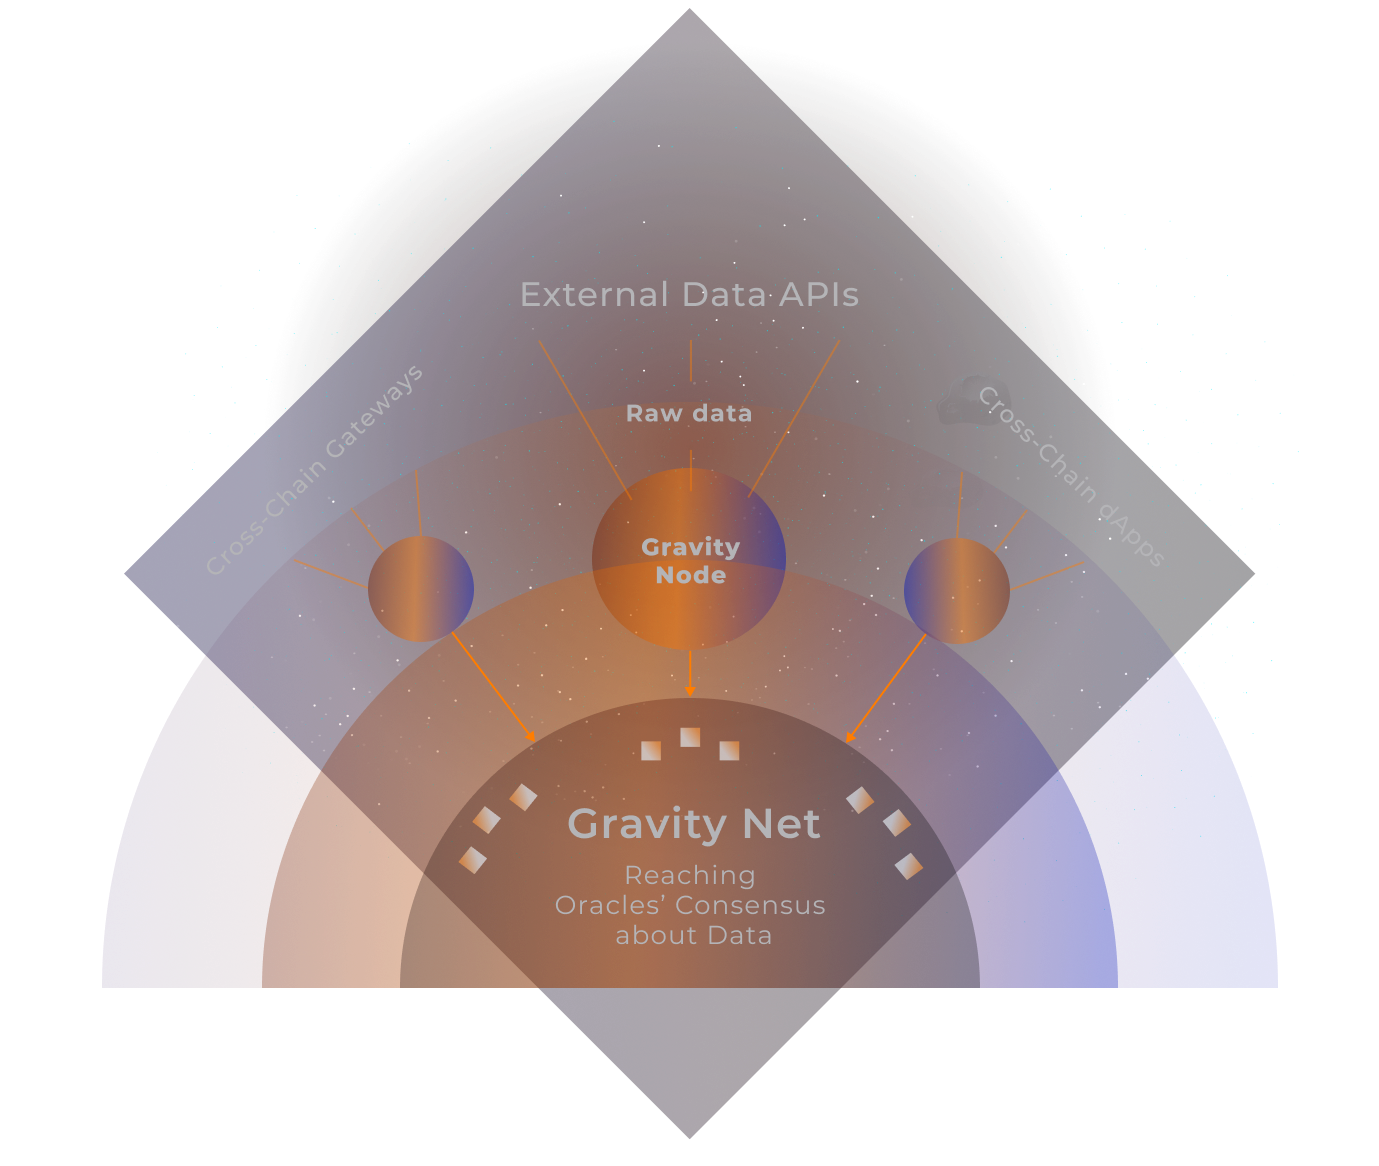 External Data APIs
Cross-Chain Gateways
Raw data
Cross-Chain dApps
Gravity
Node
Gravity Net
Reaching
Oracles’ Consensus
about Data